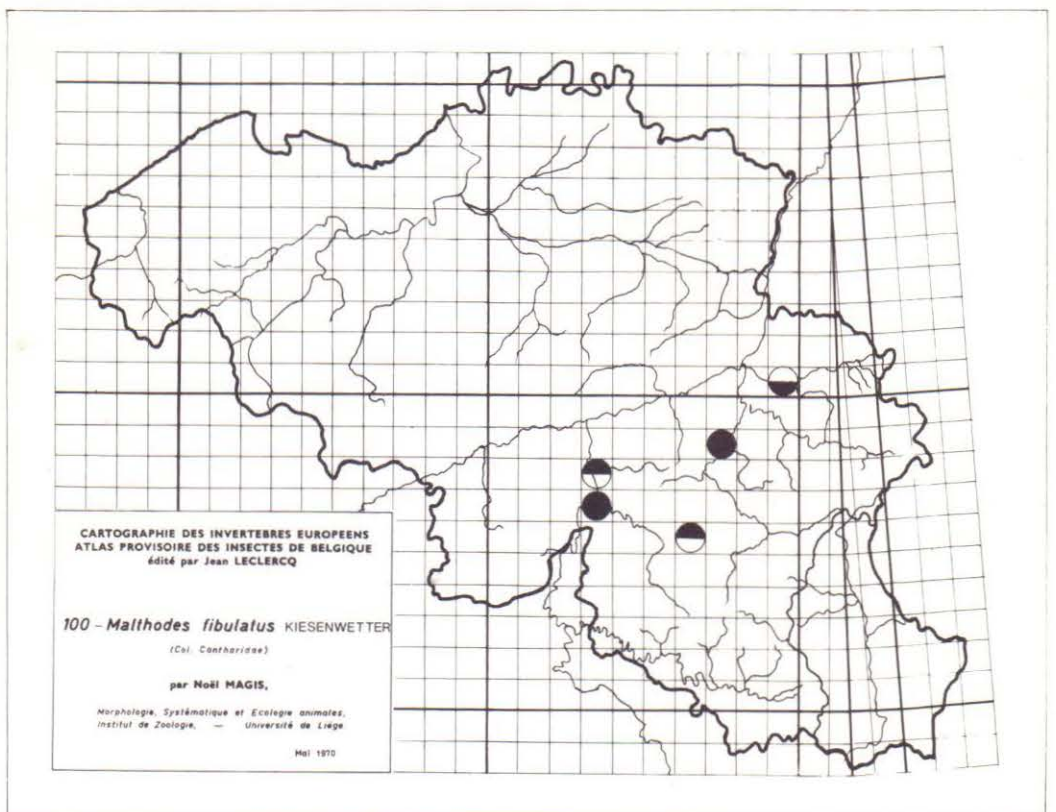 CARTOGRAPHIE DES INVERTEBRES EUROPEENS
ATLAS PROVISOIRE DES INSECTES DE BELGIQUE
édité par Jean LECLERCQ
100 – Malthodes fibulatus KIESENWETTER
(Col. Cantharidae)
par Noël MAGIS,
Morphologie, Systématique et Ecologie animales,
Institut de Zoologie, — Université de Liège.
Mai 1970